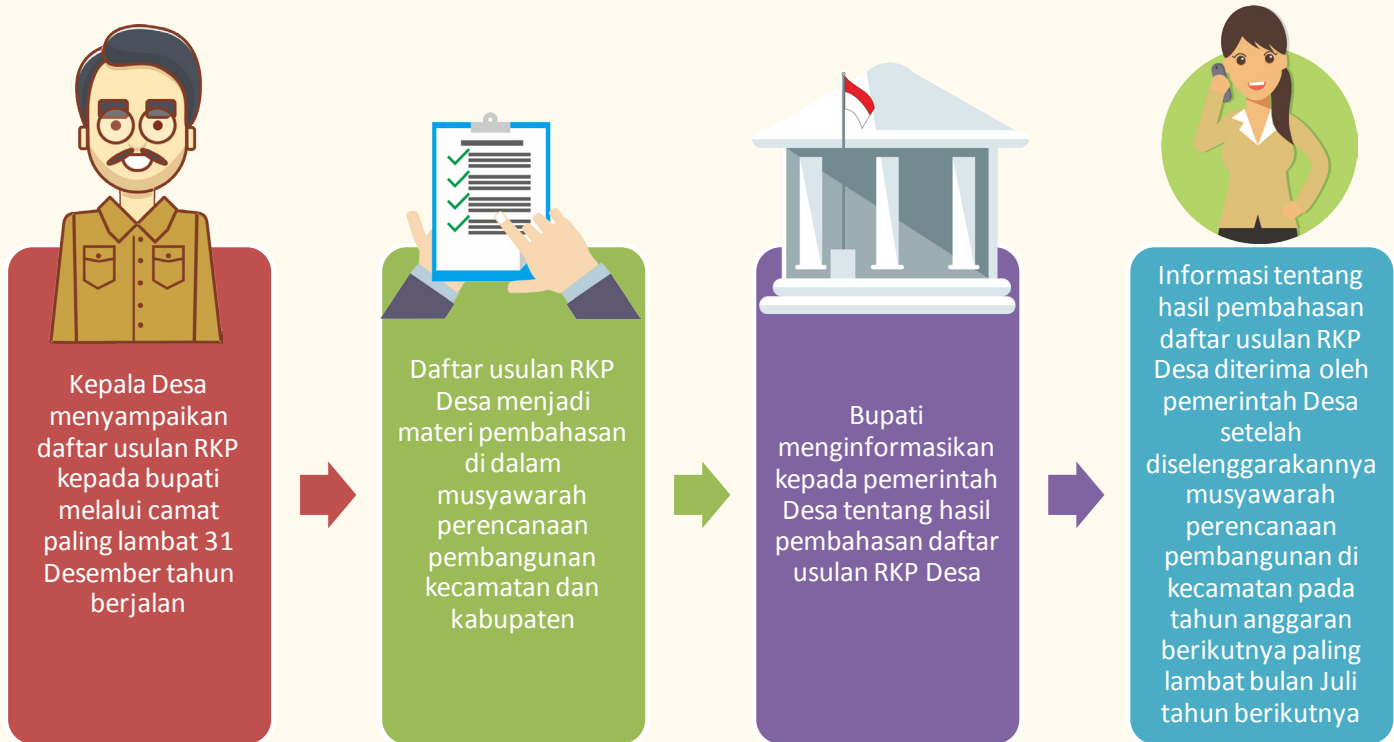 Kepala Desa
menyampaikan
daftar usulan RKP
kepada bupati
melalui camat
paling lambat 31
Desember tahun
berjalan
Daftar usulan RKP
Desa menjadi
materi pembahasan
di dalam
musyawarah
perencanaan
pembangunan
kecamatan dan
kabupaten
Bupati
menginformasikan
kepada pemerintah
Desa tentang hasil
pembahasan daftar
usulan RKP Desa
Informasi tentang
hasil pembahasan
daftar usulan RKP
Desa diterima oleh
pemerintah Desa
setelah
diselenggarakannya
musyawarah
perencanaan
pembangunan di
kecamatan pada
tahun anggaran
berikutnya paling
lambat bulan Juli
tahun berikutnya